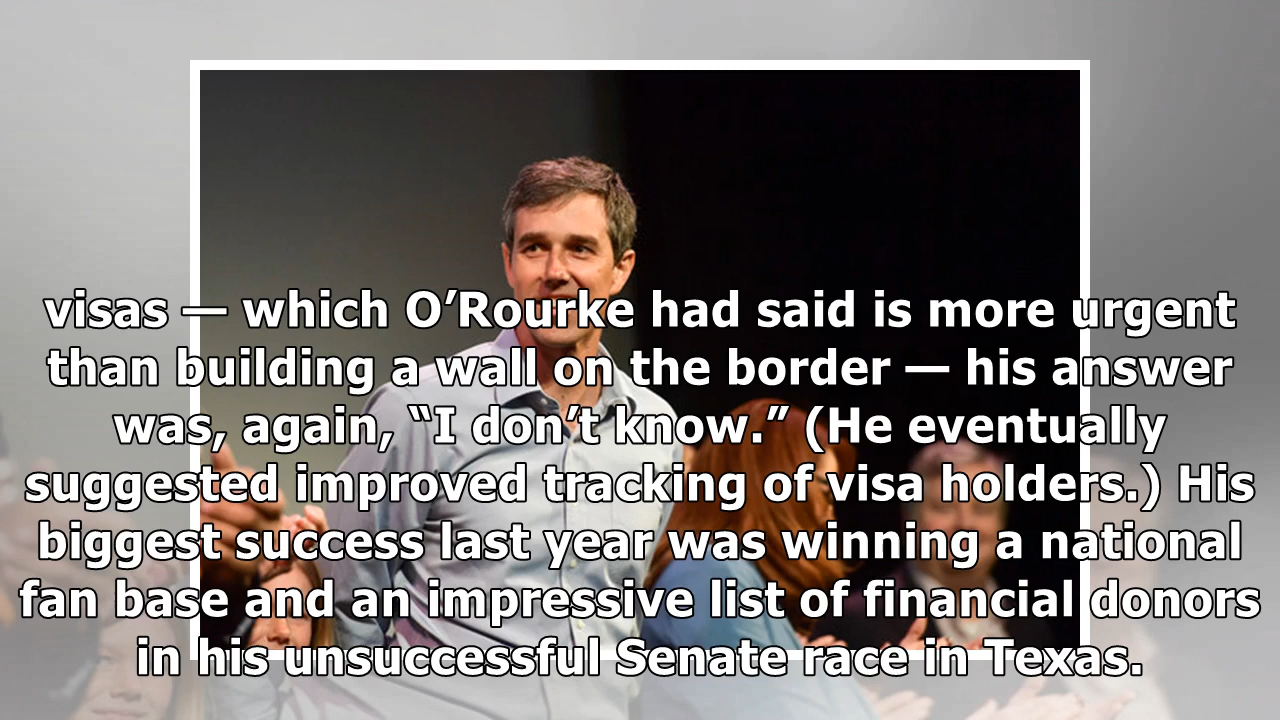 visas — which O’Rourke had said is more urgent
than building a wall on the border — his answer
was, again, “I don’t know.” (He eventually
suggested improved tracking of visa holders.) His
biggest success last year was winning a national
fan base and an impressive list of financial donors
in his unsuccessful Senate race in Texas.